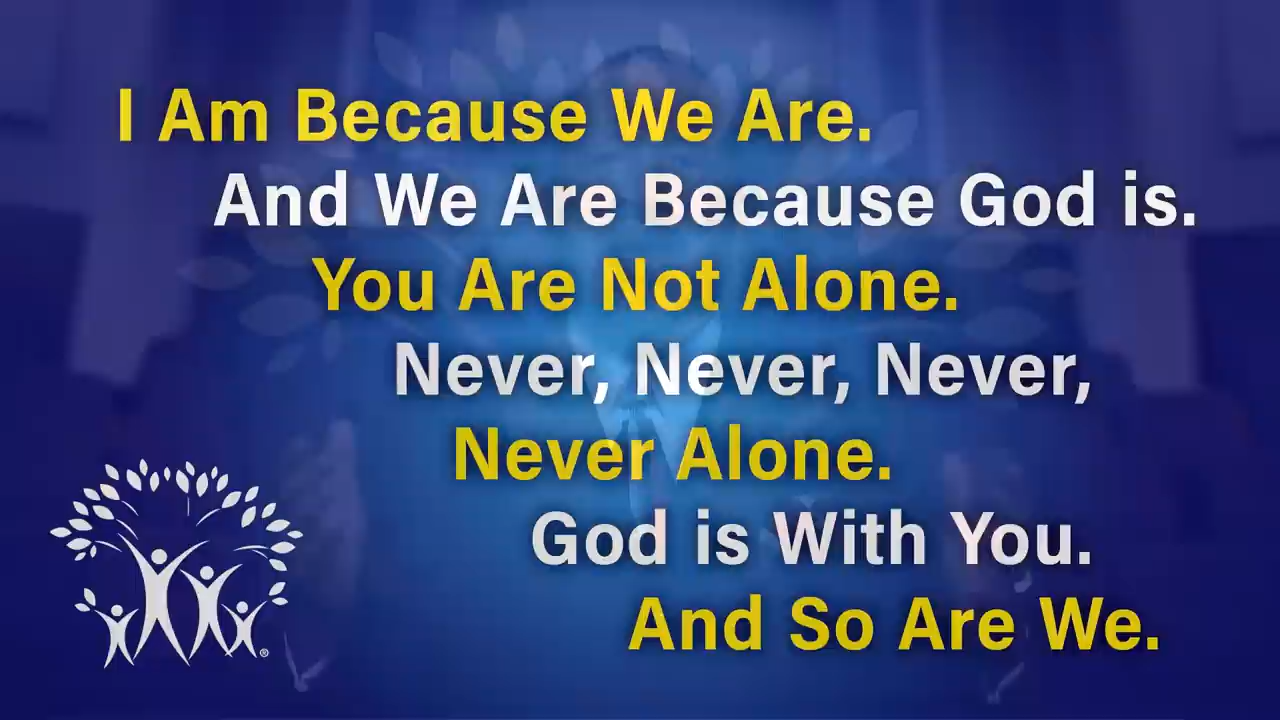 I Am Because We Are.
And We Are Because God is.
You Are Not Alone.
Never, Never, Never,
Never Alone.
God is With You.
And So Are We.
®